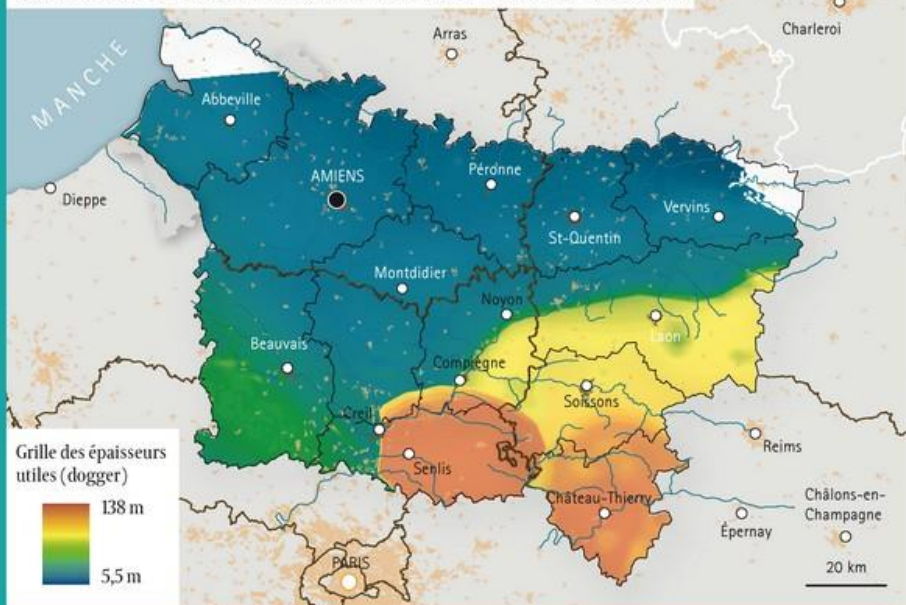 Arras
Charleroi
MANCHE
Abbeville
Dieppe
AMIENS
Péronne
St-Quentin
Vervins
Montdidier
Noyon
Laon
Beauvais
Compiègne
Soissons
Creil
Senlis
Reims
Grille des épaisseurs
utiles (dogger)
138 m
5,5 m
Château-Thierry
Épernay
Châlons-en-
Champagne
PARIS
20 km